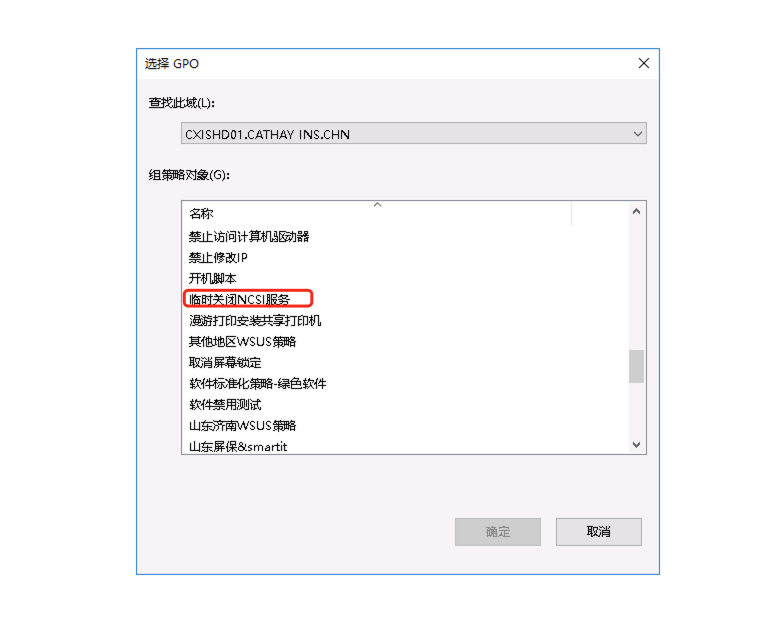 选择 GPO
查找此域(L):
CXISHD01.CATHAY INS.CHN
组策略对象(G):
名称
禁止访问计算机驱动器
禁止修改IP
开机脚本
临时关闭NCSI服务
漫游打印安装共享打印机
其他地区WSUS策略
取消屏幕锁定
软件标准化策略-绿色软件
软件禁用测试
山东济南WSUS策略
山东屏保&smartit
确定
取消